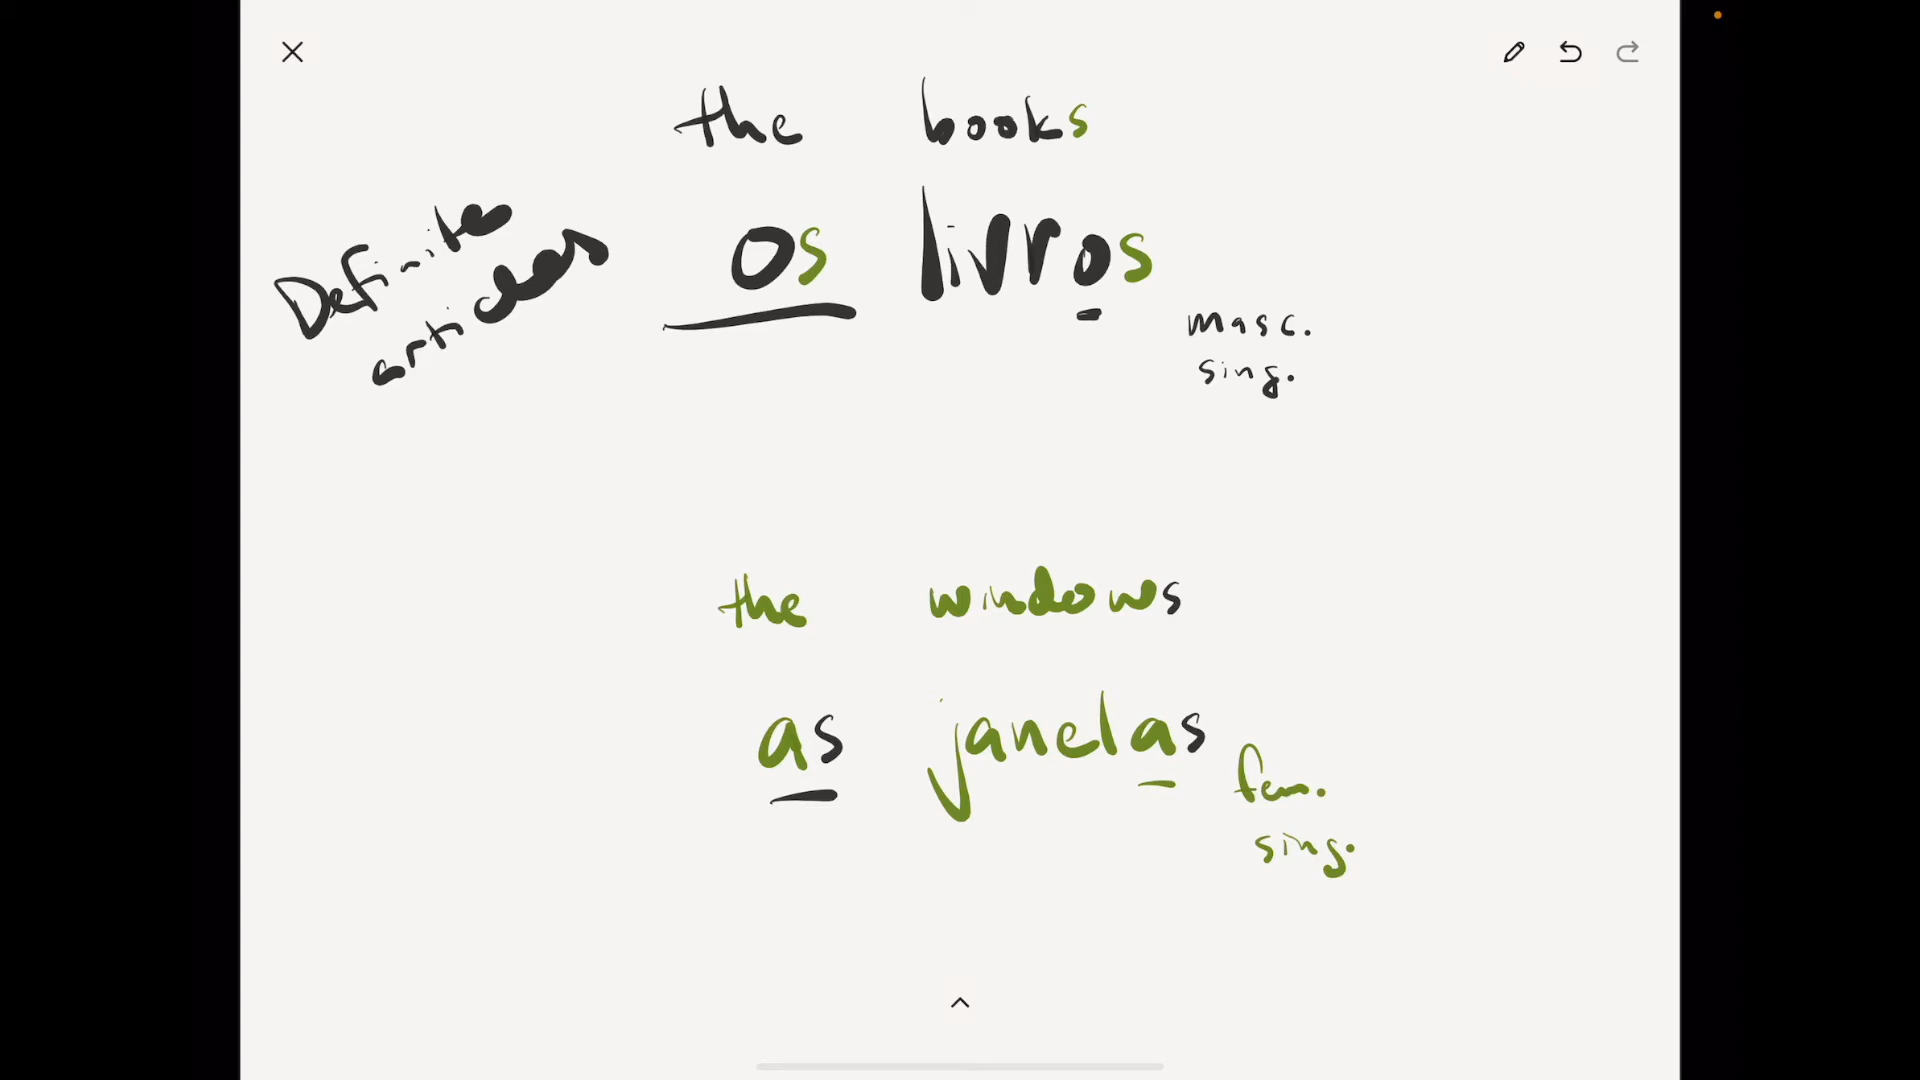 the books
os livros
Definite
articles
masc.
sing.
the windows
as janelas
fem.
sing.